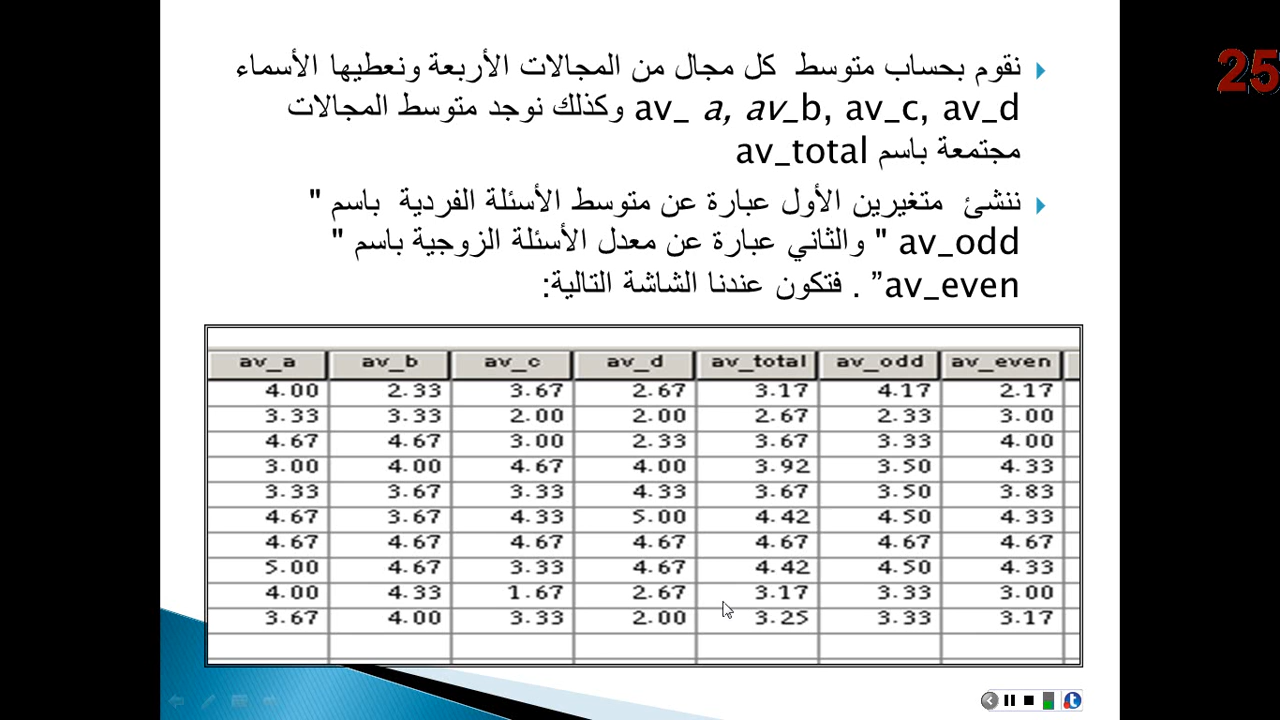 25
نقوم بحساب متوسط كل مجال من المجالات الأربعة ونعطيها الأسماء
av_ a, av_b, av_c, av_d وكذلك نوجد متوسط المجالات
مجتمعة باسم av_total
ننشئ متغيرين الأول عبارة عن متوسط الأسئلة الفردية باسم "
av_odd " والثاني عبارة عن معدل الأسئلة الزوجية باسم "
av_even” . فتكون عندنا الشاشة التالية:
av_a av_b av_c av_d av_total av_odd av_even
4.00 2.33 3.67 2.67 3.17 4.17 2.17
3.33 3.33 2.00 2.00 2.67 2.33 3.00
4.67 4.67 3.00 2.33 3.67 3.33 4.00
3.00 4.00 4.67 4.00 3.92 3.50 4.33
3.33 3.67 3.33 4.33 3.67 3.50 3.83
4.67 3.67 4.33 5.00 4.42 4.50 4.33
4.67 4.67 4.67 4.67 4.67 4.67 4.67
5.00 4.67 3.33 4.67 4.42 4.50 4.33
4.00 4.33 1.67 2.67 3.17 3.33 3.00
3.67 4.00 3.33 2.00 3.25 3.33 3.17